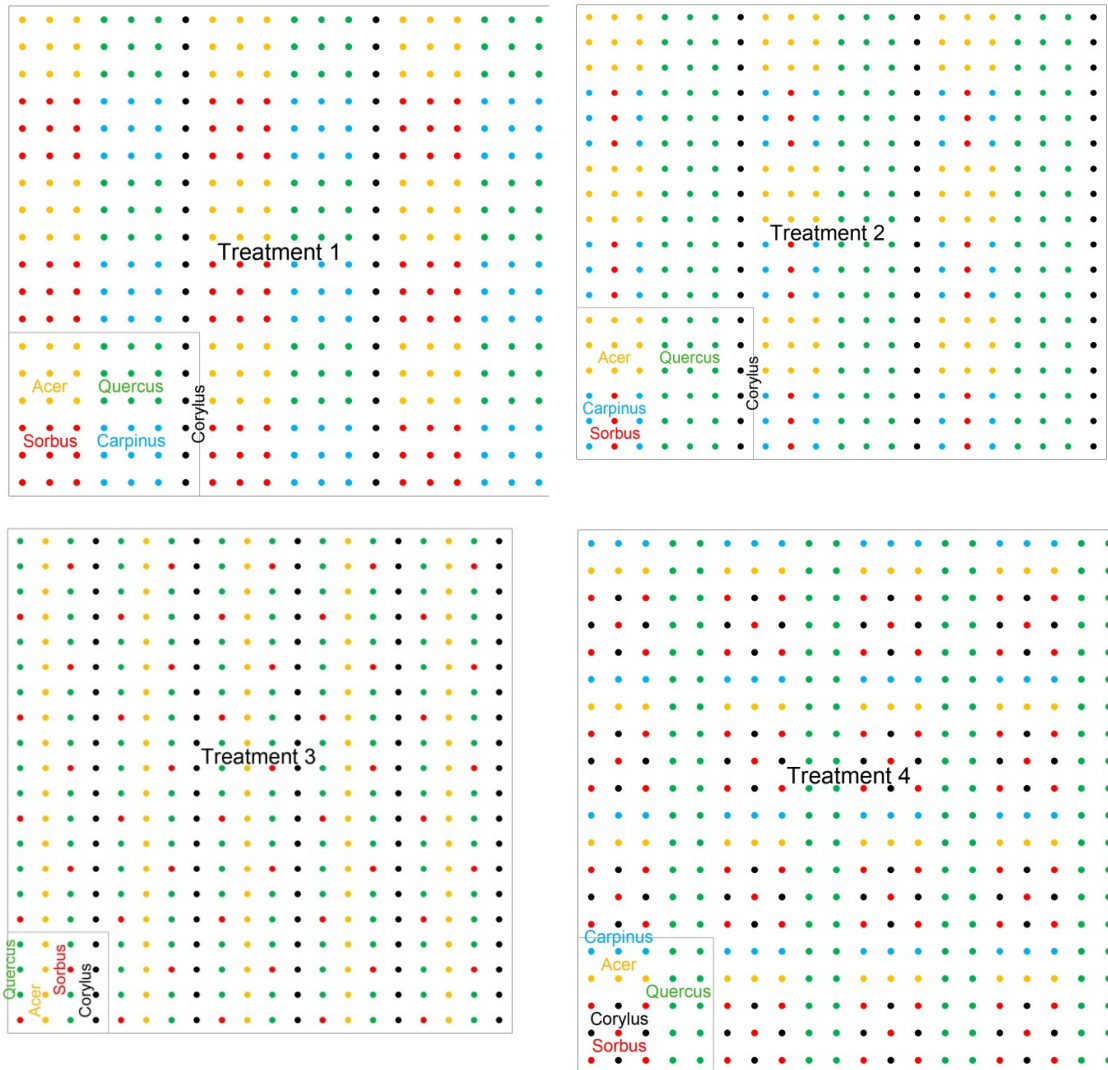 Treatment 1
Acer
Quercus
Sorbus
Carpinus
Corylus
Treatment 2
Acer
Quercus
Carpinus
Sorbus
Corylus
Treatment 3
Quercus
Acer
Sorbus
Corylus
Treatment 4
Carpinus
Acer
Quercus
Corylus
Sorbus